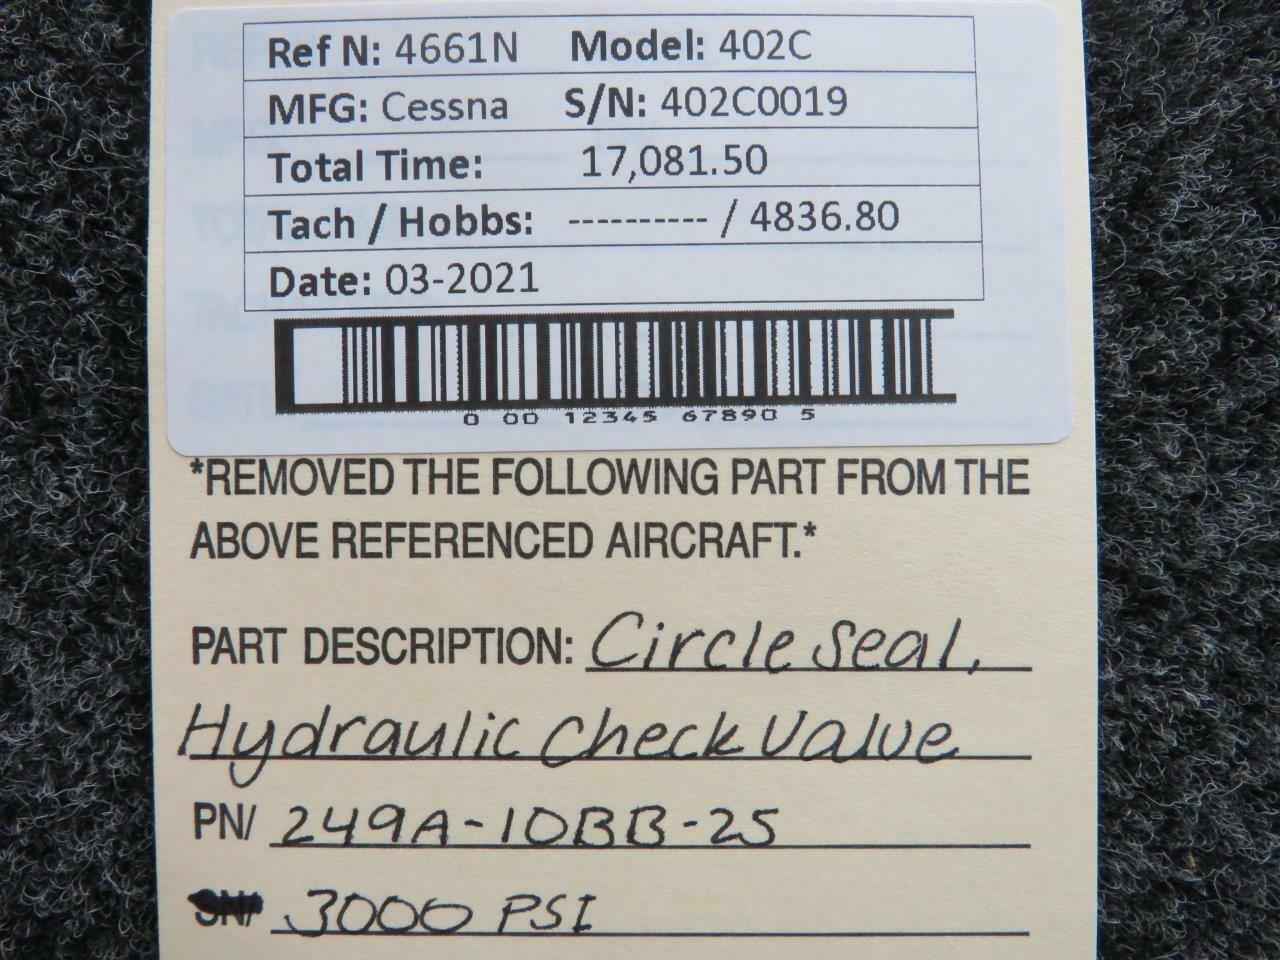 Ref N: 4661N Model: 402C
MFG: Cessna S/N: 402C0019
Total Time: 17,081.50
Tach / Hobbs: ----------- / 4836.80
Date: 03-2021
0 00 12345 67890 5
*REMOVED THE FOLLOWING PART FROM THE
ABOVE REFERENCED AIRCRAFT.*
PART DESCRIPTION: Circle Seal,
Hydraulic Check Valve
PN/ 249A-10BB-25
SN/ 3000 PSI